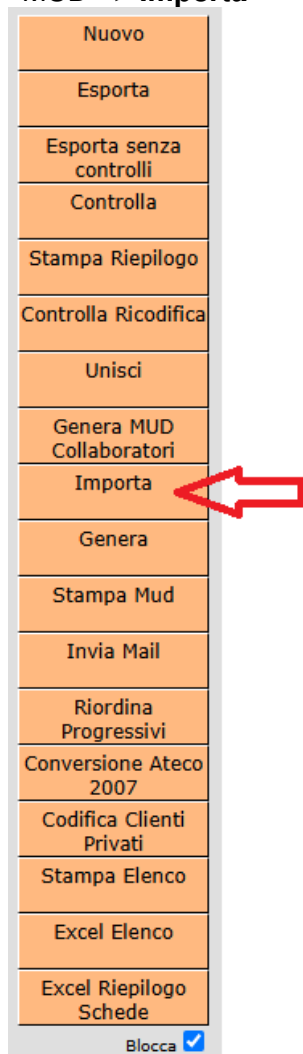 Nuovo
Esporta
Esporta senza
controlli
Controlla
Stampa Riepilogo
Controlla Ricodifica
Unisci
Genera MUD
Collaboratori
Importa
Genera
Stampa Mud
Invia Mail
Riordina
Progressivi
Conversione Ateco
2007
Codifica Clienti
Privati
Stampa Elenco
Excel Elenco
Excel Riepilogo
Schede
Blocca